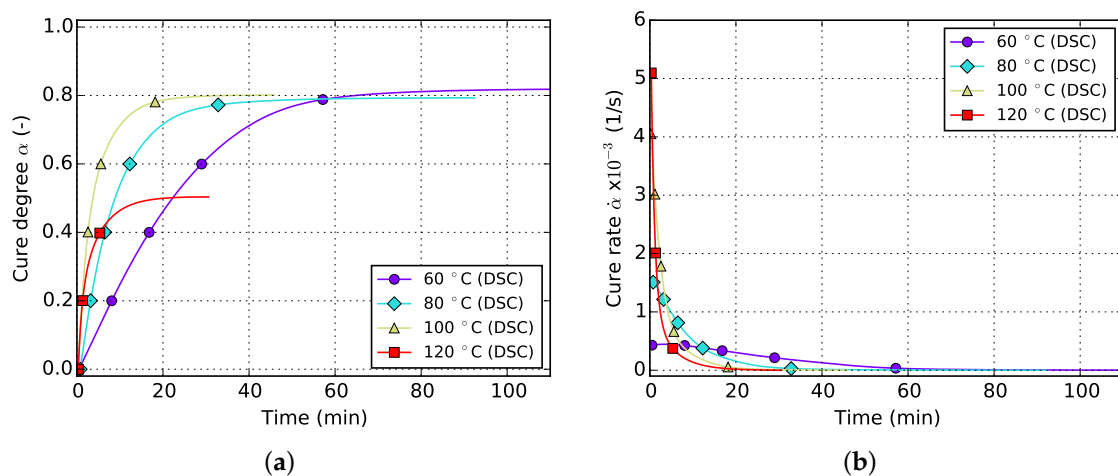 1.0
0.8
0.6
0.4
0.2
0.0
Cure degree α (-)
0 20 40 60 80 100
Time (min)
60 °C (DSC)
80 °C (DSC)
100 °C (DSC)
120 °C (DSC)
(a)
6
5
4
3
2
1
0
Cure rate α̇ x10⁻³ (1/s)
0 20 40 60 80 100
Time (min)
60 °C (DSC)
80 °C (DSC)
100 °C (DSC)
120 °C (DSC)
(b)